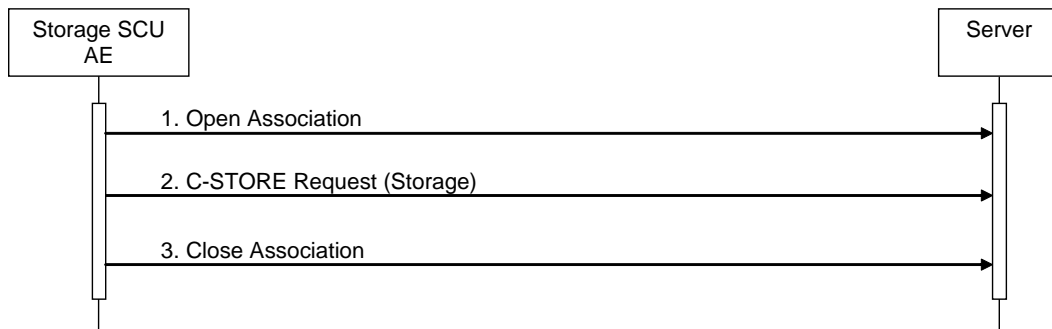 Storage SCU
AE
Server
1. Open Association
2. C-STORE Request (Storage)
3. Close Association